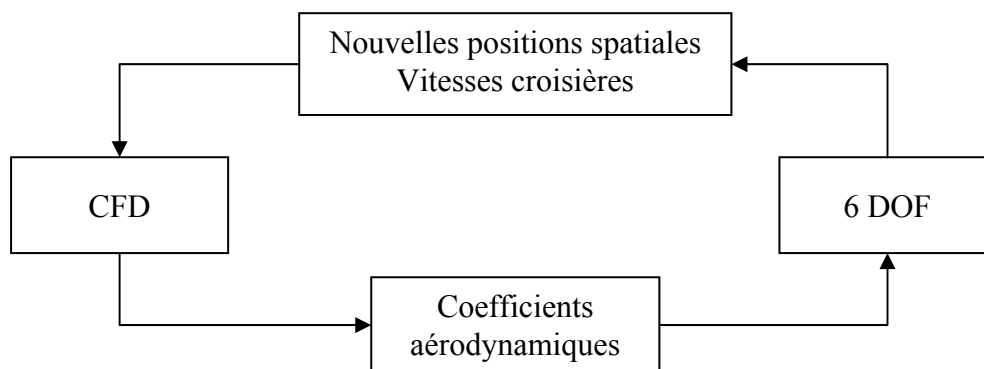 Nouvelles positions spatiales
Vitesses croisières
CFD
6 DOF
Coefficients
aérodynamiques